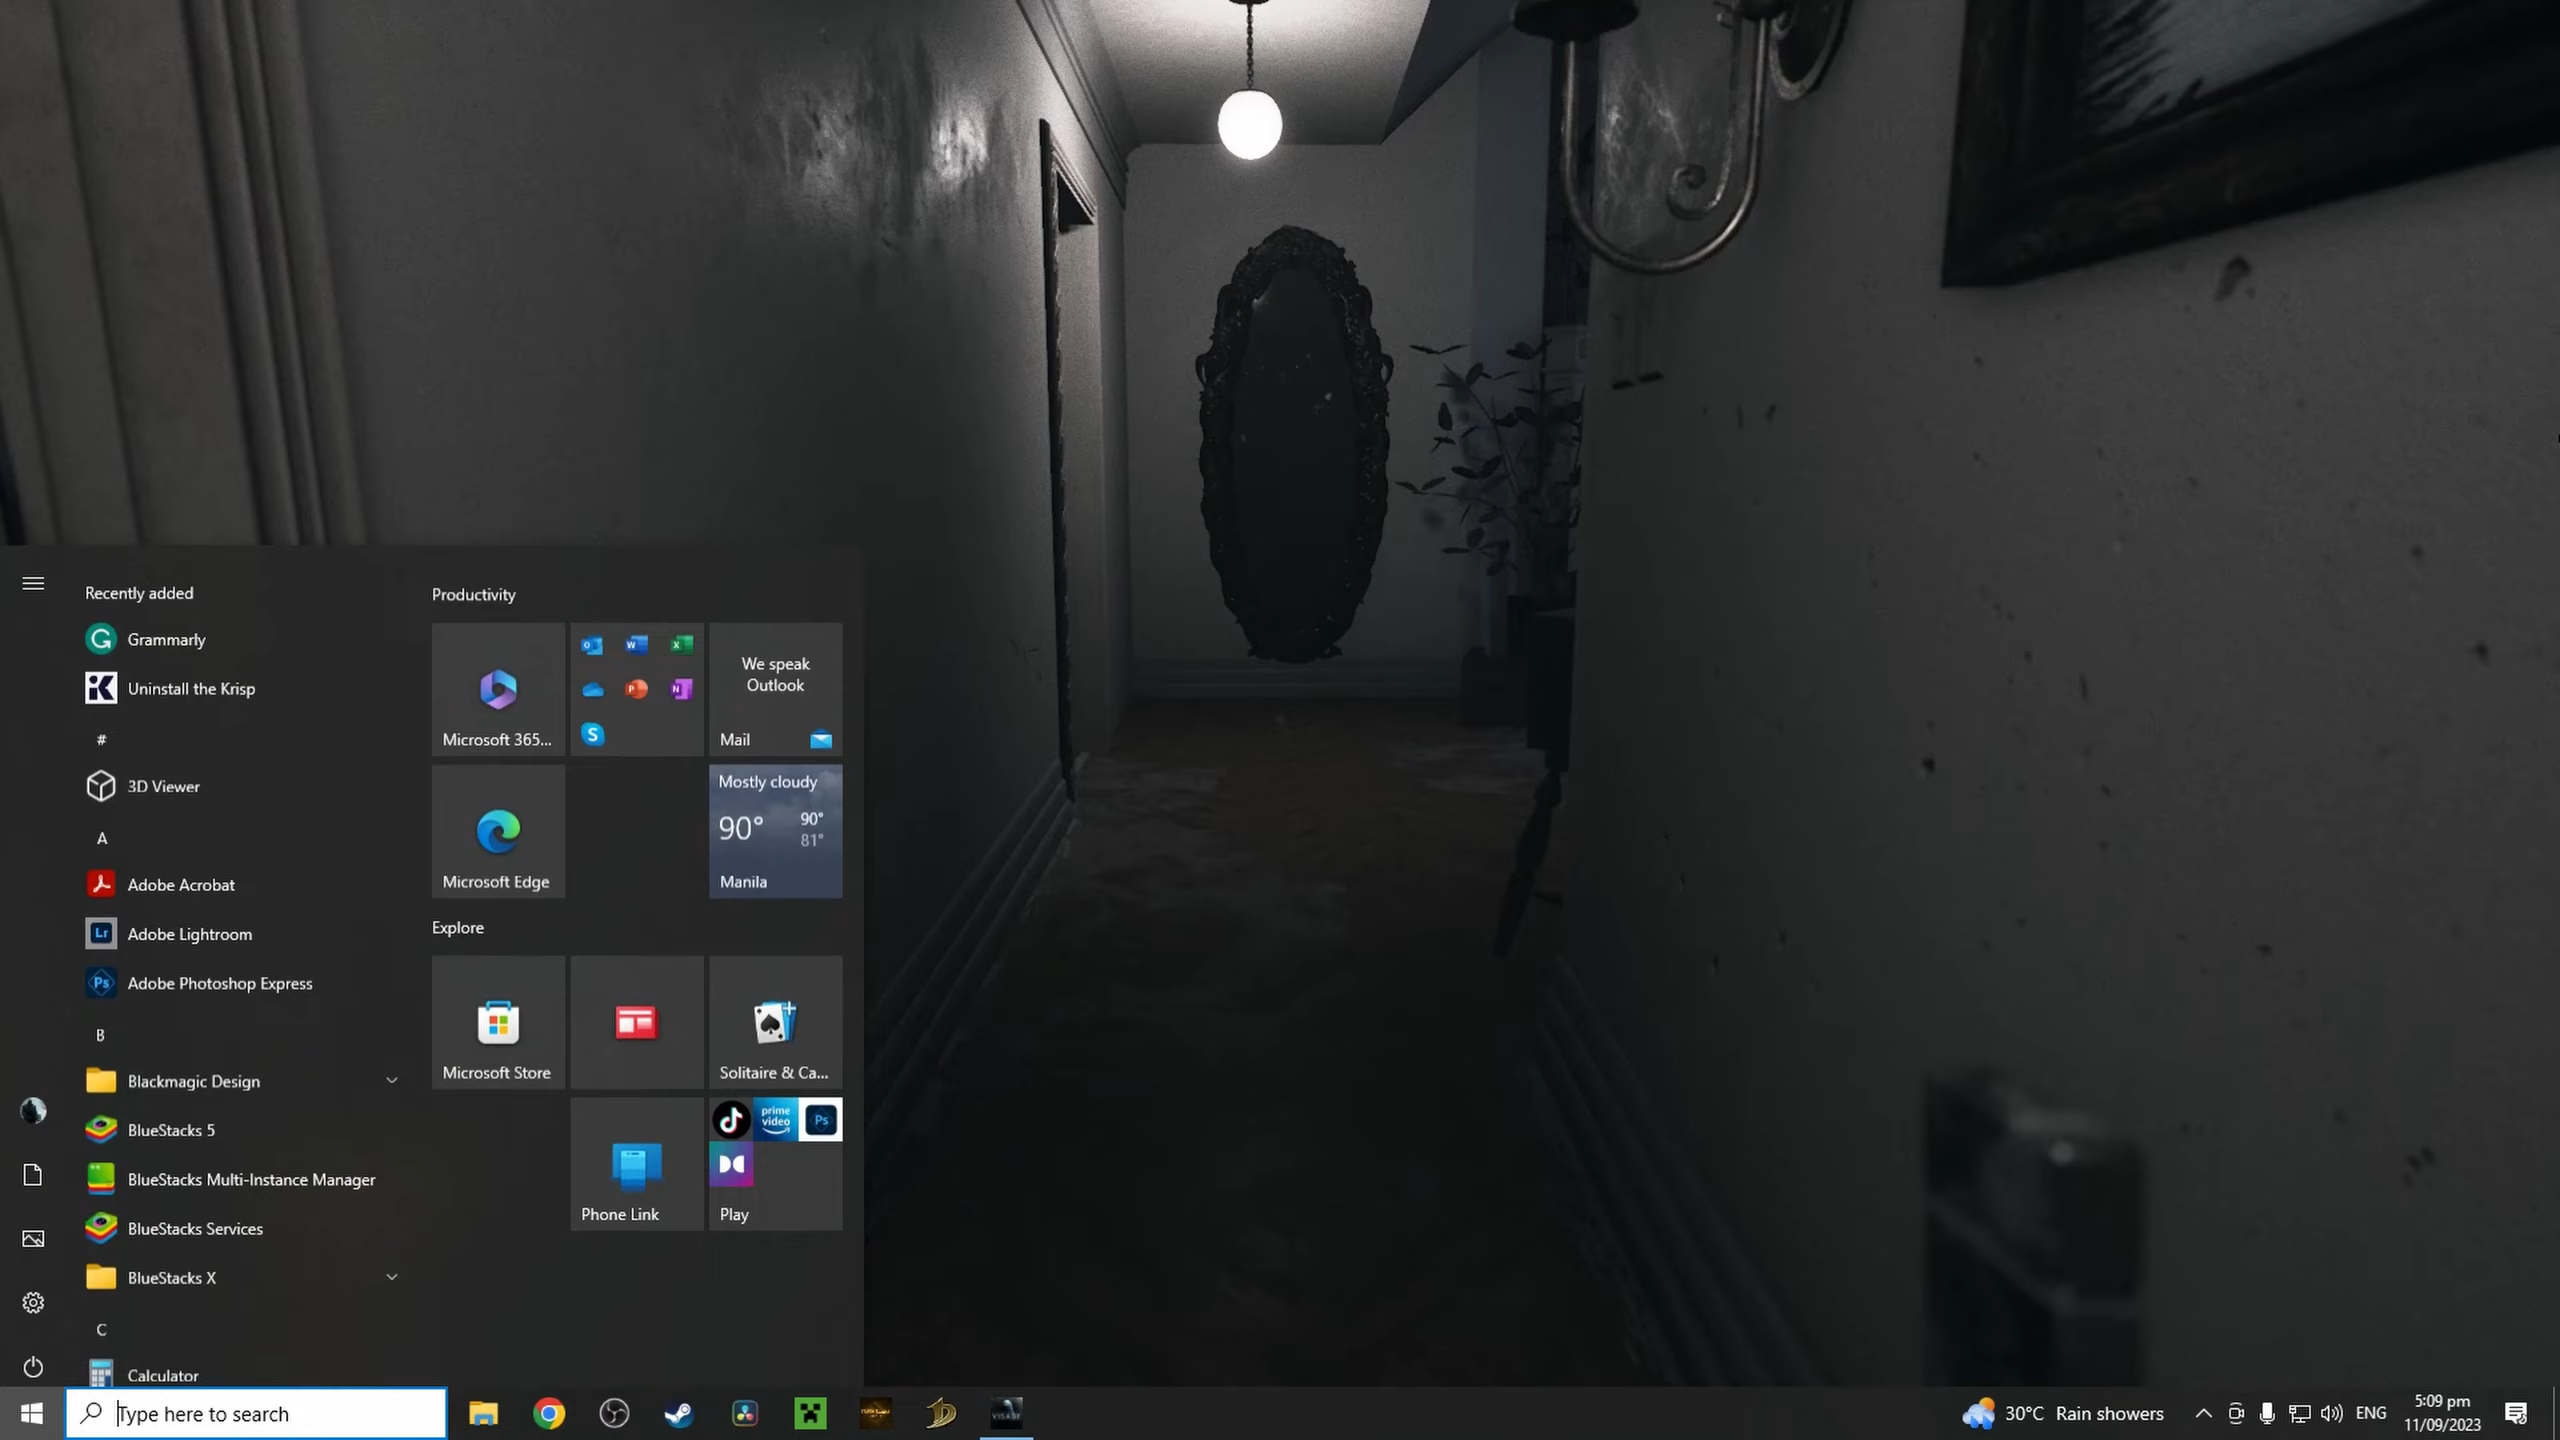 Recently added
Grammarly
Uninstall the Krisp
#
3D Viewer
A
Adobe Acrobat
Adobe Lightroom
Adobe Photoshop Express
B
Blackmagic Design
BlueStacks 5
BlueStacks Multi-Instance Manager
BlueStacks Services
BlueStacks X
C
Calculator
Productivity
Microsoft 365...
We speak
Outlook
Mail
Microsoft Edge
Mostly cloudy
90°
90°
81°
Manila
Explore
Microsoft Store
Solitaire & Ca...
Phone Link
prime
video
Ps
Play
Type here to search
VISAGE
30°C Rain showers
ENG
5:09 pm
11/09/2023